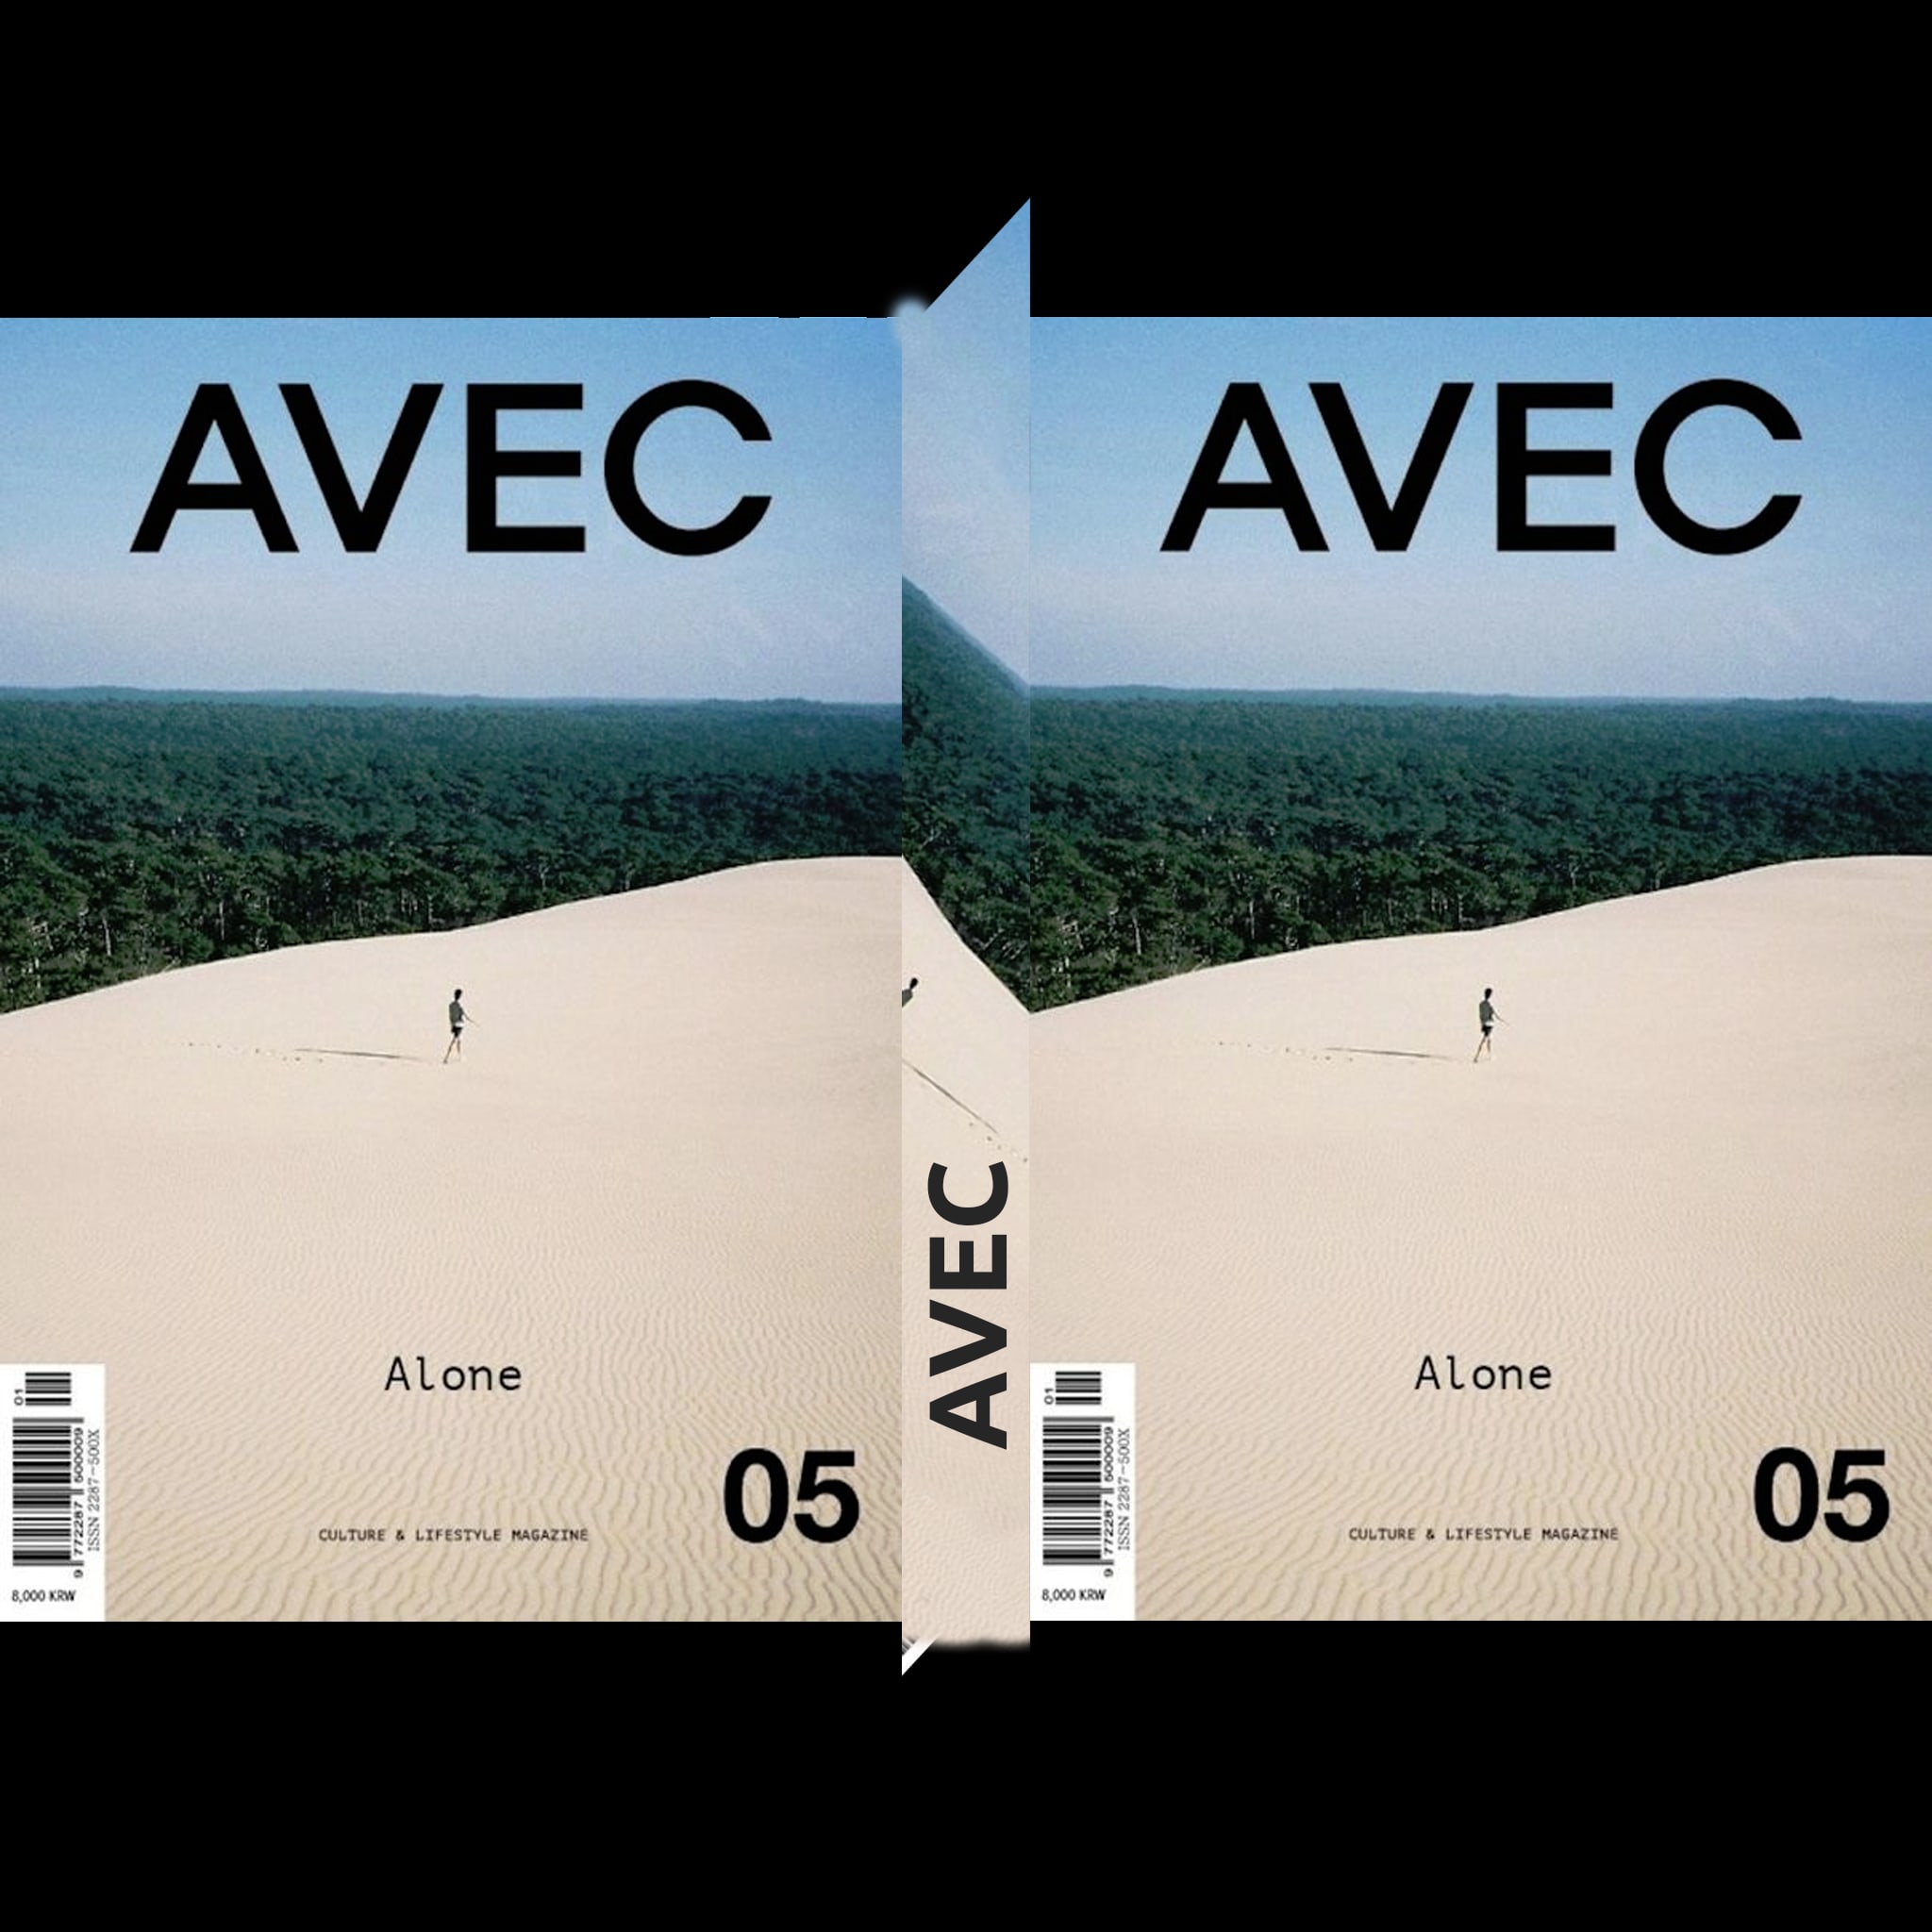 AVEC
Alone
05
CULTURE & LIFESTYLE MAGAZINE
01
9 772287 500009
ISSN 2287-500X
8,000 KRW
AVEC
AVEC
Alone
05
CULTURE & LIFESTYLE MAGAZINE
01
9 772287 500009
ISSN 2287-500X
8,000 KRW